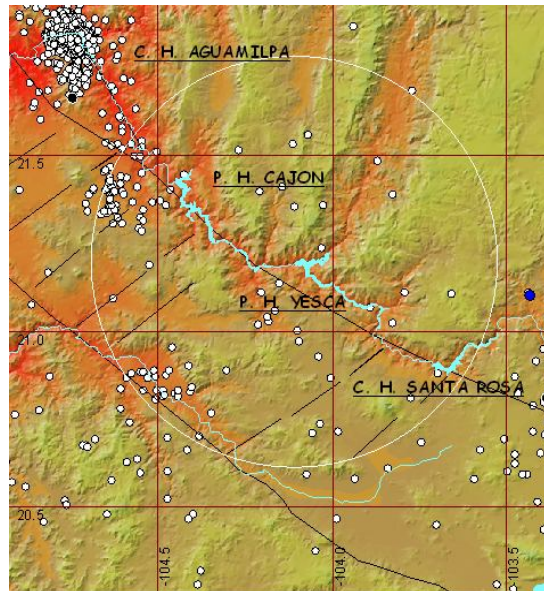 C. H. AGUAMILPA
21.5
P. H. CAJON
P. H. YESCA
21.0
C. H. SANTA ROSA
20.5
-104.5
-104.0
-103.5